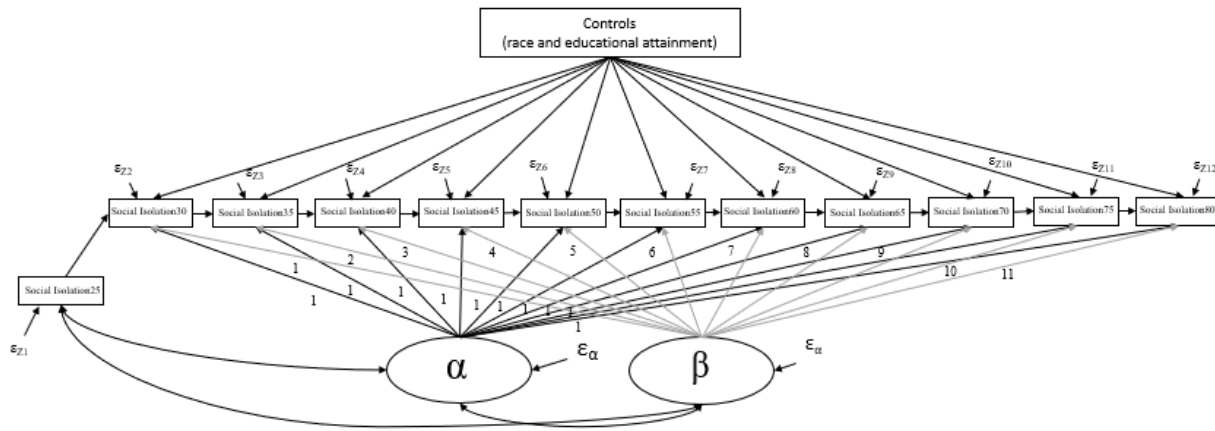 Controls
(race and educational attainment)
εZ2
εZ3
εZ4
εZ5
εZ6
εZ7
εZ8
εZ9
εZ10
εZ11
εZ12
Social Isolation30
Social Isolation35
Social Isolation40
Social Isolation45
Social Isolation50
Social Isolation55
Social Isolation60
Social Isolation65
Social Isolation70
Social Isolation75
Social Isolation80
1 2 3 4 5 6 7 8 9 10 11
Social Isolation25
1 1 1 1 1 1 1 1 1 1 1
εZ1
α
εα
β
εα